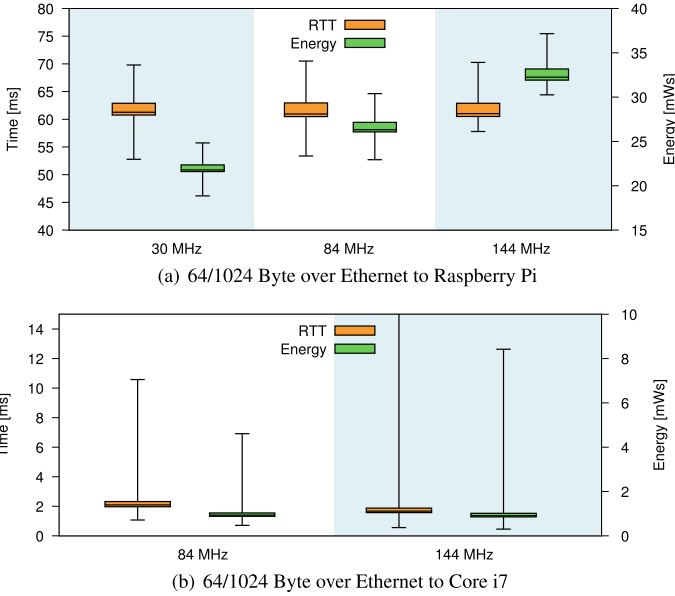 80
75
70
65
60
55
50
45
40
Time [ms]
RTT
Energy
40
35
30
25
20
15
Energy [mWs]
30 MHz 84 MHz 144 MHz
(a) 64/1024 Byte over Ethernet to Raspberry Pi
14
12
10
8
6
4
2
0
Time [ms]
RTT
Energy
10
8
6
4
2
0
Energy [mWs]
84 MHz 144 MHz
(b) 64/1024 Byte over Ethernet to Core i7